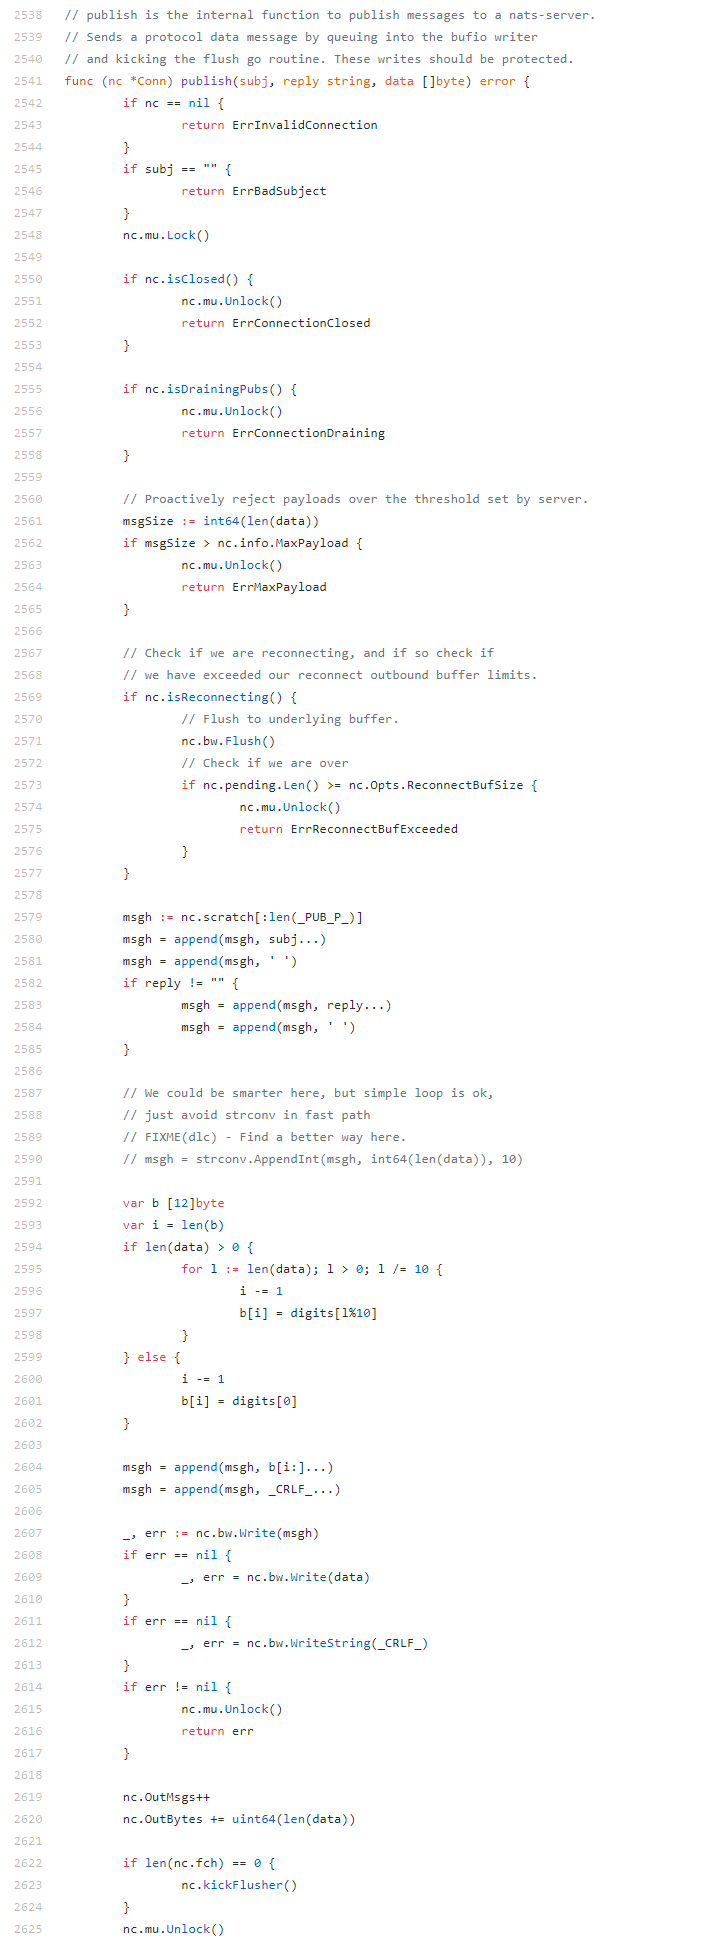 2538 // publish is the internal function to publish messages to a nats-server.
2539 // Sends a protocol data message by queuing into the bufio writer
2540 // and kicking the flush go routine. These writes should be protected.
2541 func (nc *Conn) publish(subj, reply string, data []byte) error {
2542 if nc == nil {
2543 return ErrInvalidConnection
2544 }
2545 if subj == "" {
2546 return ErrBadSubject
2547 }
2548 nc.mu.Lock()
2549
2550 if nc.isClosed() {
2551 nc.mu.Unlock()
2552 return ErrConnectionClosed
2553 }
2554
2555 if nc.isDrainingPubs() {
2556 nc.mu.Unlock()
2557 return ErrConnectionDraining
2558 }
2559
2560 // Proactively reject payloads over the threshold set by server.
2561 msgSize := int64(len(data))
2562 if msgSize > nc.info.MaxPayload {
2563 nc.mu.Unlock()
2564 return ErrMaxPayload
2565 }
2566
2567 // Check if we are reconnecting, and if so check if
2568 // we have exceeded our reconnect outbound buffer limits.
2569 if nc.isReconnecting() {
2570 // Flush to underlying buffer.
2571 nc.bw.Flush()
2572 // Check if we are over
2573 if nc.pending.Len() >= nc.Opts.ReconnectBufSize {
2574 nc.mu.Unlock()
2575 return ErrReconnectBufExceeded
2576 }
2577 }
2578
2579 msgh := nc.scratch[:len(_PUB_P_)]
2580 msgh = append(msgh, subj...)
2581 msgh = append(msgh, ' ')
2582 if reply != "" {
2583 msgh = append(msgh, reply...)
2584 msgh = append(msgh, ' ')
2585 }
2586
2587 // We could be smarter here, but simple loop is ok,
2588 // just avoid strconv in fast path
2589 // FIXME(dlc) - Find a better way here.
2590 // msgh = strconv.AppendInt(msgh, int64(len(data)), 10)
2591
2592 var b [12]byte
2593 var i = len(b)
2594 if len(data) > 0 {
2595 for l := len(data); l > 0; l /= 10 {
2596 i -= 1
2597 b[i] = digits[l%10]
2598 }
2599 } else {
2600 i -= 1
2601 b[i] = digits[0]
2602 }
2603
2604 msgh = append(msgh, b[i:]...)
2605 msgh = append(msgh, _CRLF_...)
2606
2607 _, err := nc.bw.Write(msgh)
2608 if err == nil {
2609 _, err = nc.bw.Write(data)
2610 }
2611 if err == nil {
2612 _, err = nc.bw.WriteString(_CRLF_)
2613 }
2614 if err != nil {
2615 nc.mu.Unlock()
2616 return err
2617 }
2618
2619 nc.OutMsgs++
2620 nc.OutBytes += uint64(len(data))
2621
2622 if len(nc.fch) == 0 {
2623 nc.kickFlusher()
2624 }
2625 nc.mu.Unlock()